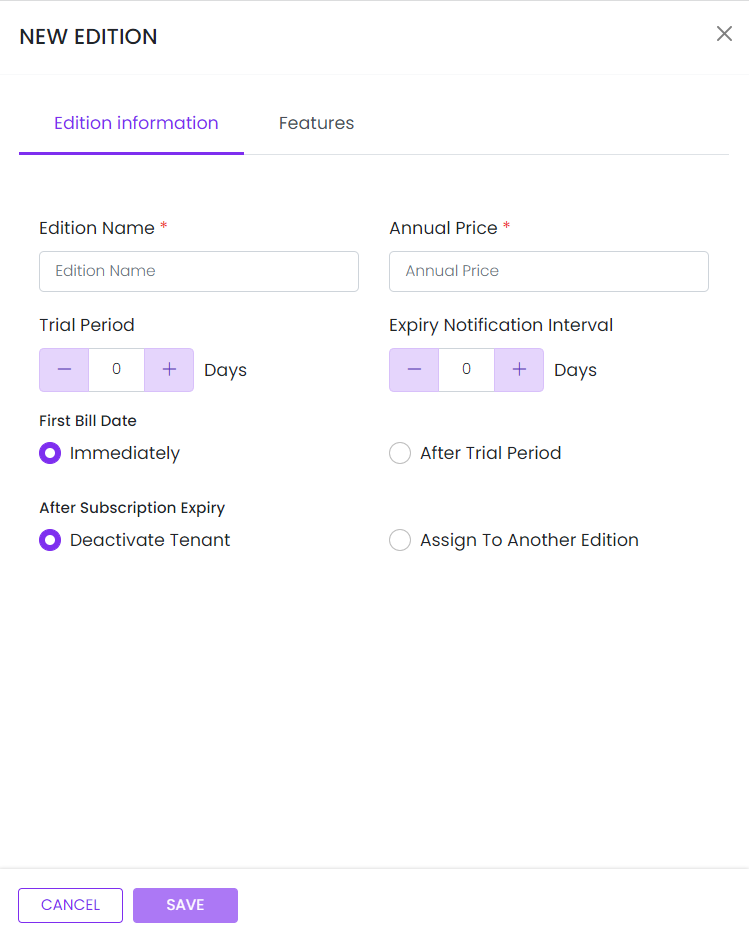 NEW EDITION
Edition information Features
Edition Name * Annual Price *
Edition Name Annual Price
Trial Period Expiry Notification Interval
− 0 + Days − 0 + Days
First Bill Date
Immediately After Trial Period
After Subscription Expiry
Deactivate Tenant Assign To Another Edition
CANCEL SAVE